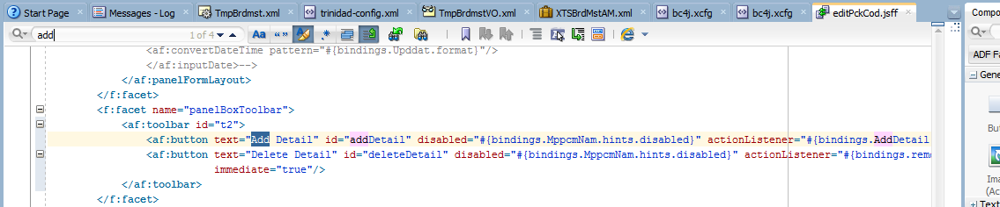 Start Page Messages - Log TmpBrdmst.xml trinidad-config.xml TmpBrdmstVO.xml XTSBrdMstAM.xml bc4j.xcfg bc4j.xcfg editPckCod.jsff Compo
add 1 of 4 Aa “”
ADF Fa
<af:convertDateTime pattern="#{bindings.Upddat.format}"/>
</af:inputDate>-->
</af:panelFormLayout>
</f:facet>
<f:facet name="panelBoxToolbar">
<af:toolbar id="t2">
<af:button text="Add Detail" id="addDetail" disabled="#{bindings.MppcmNam.hints.disabled}" actionListener="#{bindings.AddDetail
<af:button text="Delete Detail" id="deleteDetail" disabled="#{bindings.MppcmNam.hints.disabled}" actionListener="#{bindings.rem
immediate="true"/>
</af:toolbar>
</f:facet>
Gene
Bu
Ima
(Ac
Text